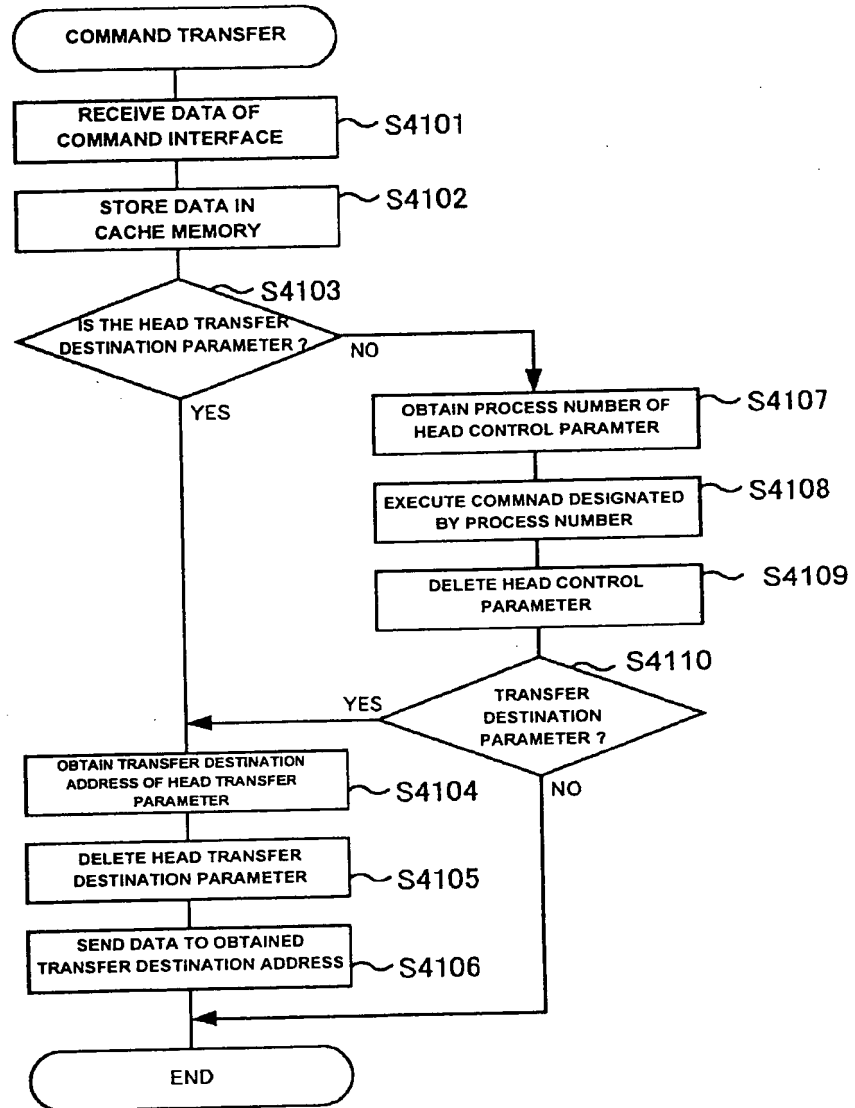 COMMAND TRANSFER
RECEIVE DATA OF
COMMAND INTERFACE
S4101
STORE DATA IN
CACHE MEMORY
S4102
S4103
IS THE HEAD TRANSFER
DESTINATION PARAMETER ?
NO
YES
OBTAIN PROCESS NUMBER OF
HEAD CONTROL PARAMTER
S4107
EXECUTE COMMNAD DESIGNATED
BY PROCESS NUMBER
S4108
DELETE HEAD CONTROL
PARAMETER
S4109
S4110
TRANSFER
DESTINATION
PARAMETER ?
YES
NO
OBTAIN TRANSFER DESTINATION
ADDRESS OF HEAD TRANSFER
PARAMETER
S4104
DELETE HEAD TRANSFER
DESTINATION PARAMETER
S4105
SEND DATA TO OBTAINED
TRANSFER DESTINATION ADDRESS
S4106
END